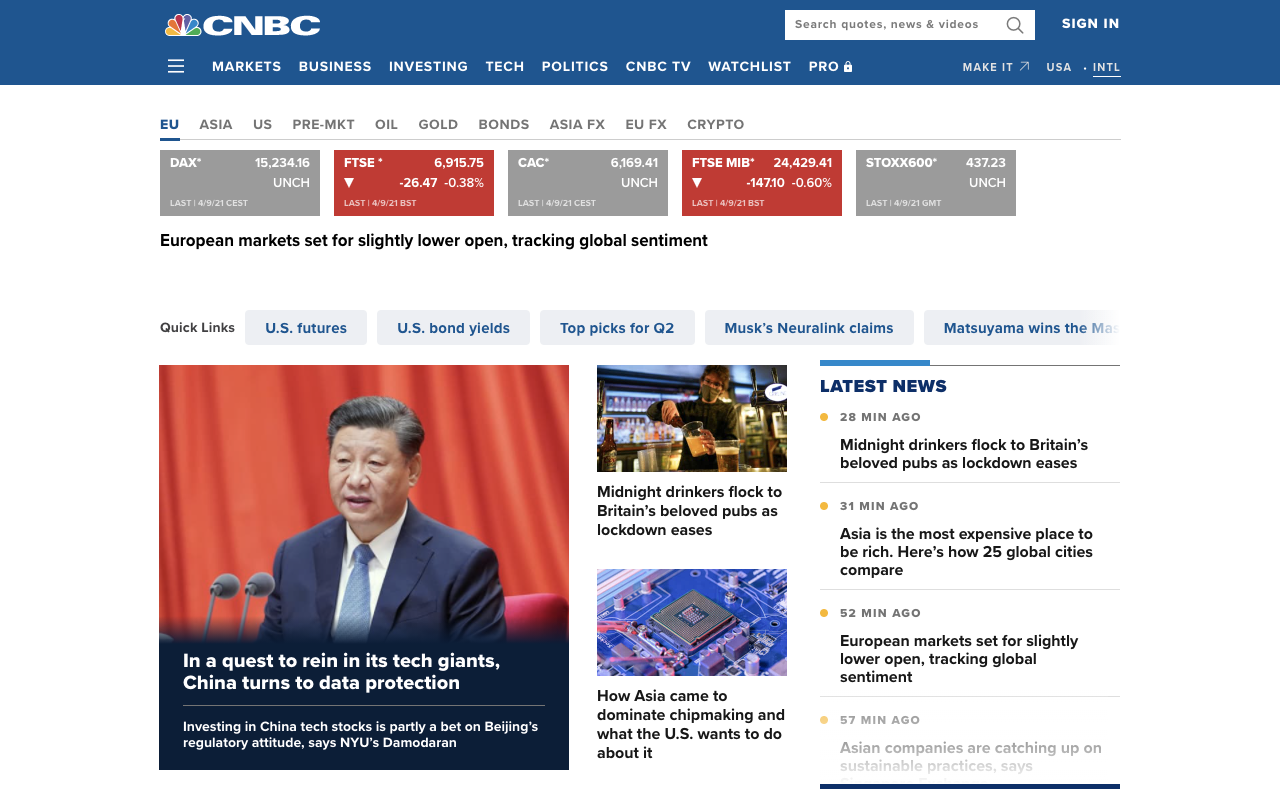 CNBC
Search quotes, news & videos
SIGN IN
MARKETS BUSINESS INVESTING TECH POLITICS CNBC TV WATCHLIST PRO
MAKE IT USA • INTL
EU ASIA US PRE-MKT OIL GOLD BONDS ASIA FX EU FX CRYPTO
DAX* 15,234.16
UNCH
LAST | 4/9/21 CEST
FTSE * 6,915.75
▼ -26.47 -0.38%
LAST | 4/9/21 BST
CAC* 6,169.41
UNCH
LAST | 4/9/21 CEST
FTSE MIB* 24,429.41
▼ -147.10 -0.60%
LAST | 4/9/21 BST
STOXX600* 437.23
UNCH
LAST | 4/9/21 GMT
European markets set for slightly lower open, tracking global sentiment
Quick Links U.S. futures U.S. bond yields Top picks for Q2 Musk’s Neuralink claims Matsuyama wins the Mas
In a quest to rein in its tech giants,
China turns to data protection
Investing in China tech stocks is partly a bet on Beijing’s
regulatory attitude, says NYU’s Damodaran
Midnight drinkers flock to
Britain’s beloved pubs as
lockdown eases
How Asia came to
dominate chipmaking and
what the U.S. wants to do
about it
LATEST NEWS
28 MIN AGO
Midnight drinkers flock to Britain’s
beloved pubs as lockdown eases
31 MIN AGO
Asia is the most expensive place to
be rich. Here’s how 25 global cities
compare
52 MIN AGO
European markets set for slightly
lower open, tracking global
sentiment
57 MIN AGO
Asian companies are catching up on
sustainable practices, says